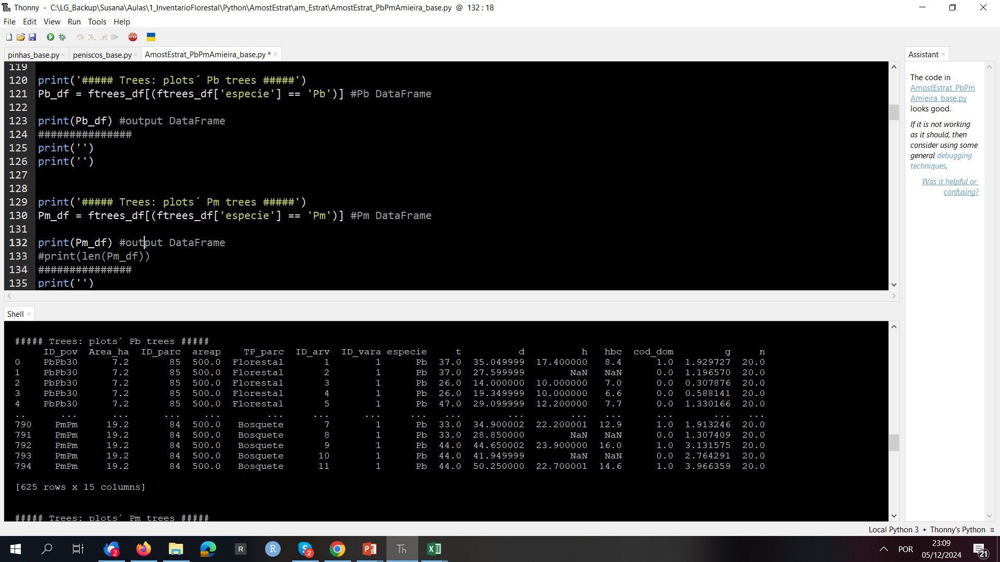 Thonny - C:\LG_Backup\Susana\Aulas\1_InventarioFlorestal\Python\AmostEstrat\am_Estrat\AmostEstrat_PbPmAmieira_base.py @ 132 : 18
File Edit View Run Tools Help
STOP
pinhas_base.py × peniscos_base.py × AmostEstrat_PbPmAmieira_base.py * ×
119
120 print('##### Trees: plots´ Pb trees #####')
121 Pb_df = ftrees_df[(ftrees_df['especie'] == 'Pb')] #Pb DataFrame
122
123 print(Pb_df) #output DataFrame
124 ###############
125 print('')
126 print('')
127
128
129 print('##### Trees: plots´ Pm trees #####')
130 Pm_df = ftrees_df[(ftrees_df['especie'] == 'Pm')] #Pm DataFrame
131
132 print(Pm_df) #output DataFrame
133 #print(len(Pm_df))
134 ###############
135 print('')
Shell ×
##### Trees: plots´ Pb trees #####
ID_pov Area_ha ID_parc areap TP_parc ID_arv ID_vara especie t d h hbc cod_dom g n
0 PbPb30 7.2 85 500.0 Florestal 1 1 Pb 37.0 35.049999 17.400000 8.4 1.0 1.929727 20.0
1 PbPb30 7.2 85 500.0 Florestal 2 1 Pb 37.0 27.599999 NaN NaN 0.0 1.196570 20.0
2 PbPb30 7.2 85 500.0 Florestal 3 1 Pb 26.0 14.000000 10.000000 7.0 0.0 0.307876 20.0
3 PbPb30 7.2 85 500.0 Florestal 4 1 Pb 26.0 19.349999 10.000000 6.6 0.0 0.588141 20.0
4 PbPb30 7.2 85 500.0 Florestal 5 1 Pb 47.0 29.099999 12.200000 7.7 0.0 1.330166 20.0
.. ... ... ... ... ... ... ... ... ... ... ... ... ... ... ...
790 PmPm 19.2 84 500.0 Bosquete 7 1 Pb 33.0 34.900002 22.200001 12.9 1.0 1.913246 20.0
791 PmPm 19.2 84 500.0 Bosquete 8 1 Pb 33.0 28.850000 NaN NaN 0.0 1.307409 20.0
792 PmPm 19.2 84 500.0 Bosquete 9 1 Pb 44.0 44.650002 23.900000 16.0 1.0 3.131575 20.0
793 PmPm 19.2 84 500.0 Bosquete 10 1 Pb 44.0 41.949999 NaN NaN 0.0 2.764291 20.0
794 PmPm 19.2 84 500.0 Bosquete 11 1 Pb 44.0 50.250000 22.700001 14.6 1.0 3.966359 20.0
[625 rows x 15 columns]
##### Trees: plots´ Pm trees #####
Assistant ×
The code in
AmostEstrat_PbPm
Amieira_base.py
looks good.
If it is not working
as it should, then
consider using some
general debugging
techniques.
Was it helpful or
confusing?
Local Python 3 • Thonny's Python ≡
2
R
R
S 2
P
Th
X
POR
23:09
05/12/2024
21